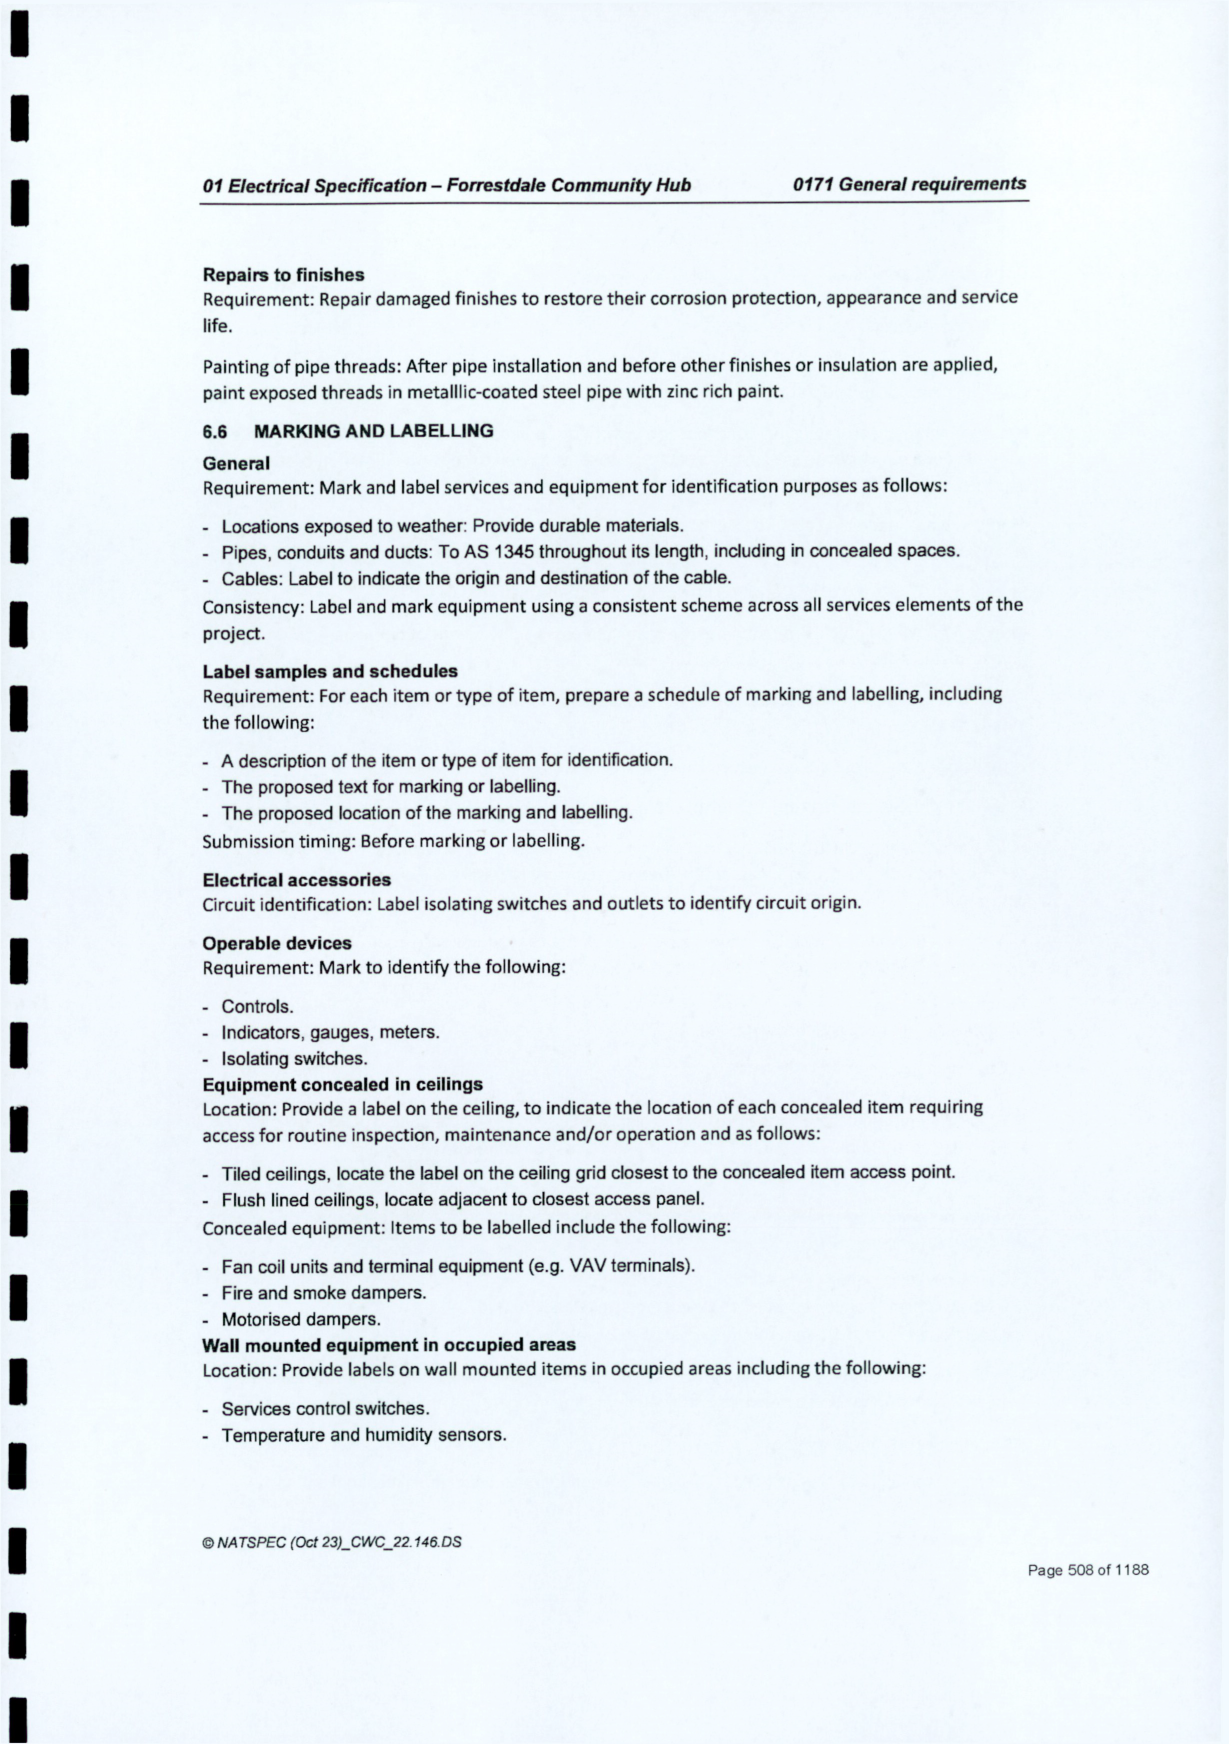 01 Electrical Specification – Forrestdale Community Hub 0171 General requirements
Repairs to finishes
Requirement: Repair damaged finishes to restore their corrosion protection, appearance and service
life.
Painting of pipe threads: After pipe installation and before other finishes or insulation are applied,
paint exposed threads in metalllic-coated steel pipe with zinc rich paint.
6.6 MARKING AND LABELLING
General
Requirement: Mark and label services and equipment for identification purposes as follows:
- Locations exposed to weather: Provide durable materials.
- Pipes, conduits and ducts: To AS 1345 throughout its length, including in concealed spaces.
- Cables: Label to indicate the origin and destination of the cable.
Consistency: Label and mark equipment using a consistent scheme across all services elements of the
project.
Label samples and schedules
Requirement: For each item or type of item, prepare a schedule of marking and labelling, including
the following:
- A description of the item or type of item for identification.
- The proposed text for marking or labelling.
- The proposed location of the marking and labelling.
Submission timing: Before marking or labelling.
Electrical accessories
Circuit identification: Label isolating switches and outlets to identify circuit origin.
Operable devices
Requirement: Mark to identify the following:
- Controls.
- Indicators, gauges, meters.
- Isolating switches.
Equipment concealed in ceilings
Location: Provide a label on the ceiling, to indicate the location of each concealed item requiring
access for routine inspection, maintenance and/or operation and as follows:
- Tiled ceilings, locate the label on the ceiling grid closest to the concealed item access point.
- Flush lined ceilings, locate adjacent to closest access panel.
Concealed equipment: Items to be labelled include the following:
- Fan coil units and terminal equipment (e.g. VAV terminals).
- Fire and smoke dampers.
- Motorised dampers.
Wall mounted equipment in occupied areas
Location: Provide labels on wall mounted items in occupied areas including the following:
- Services control switches.
- Temperature and humidity sensors.
© NATSPEC (Oct 23)_CWC_22.146.DS
Page 508 of 1188